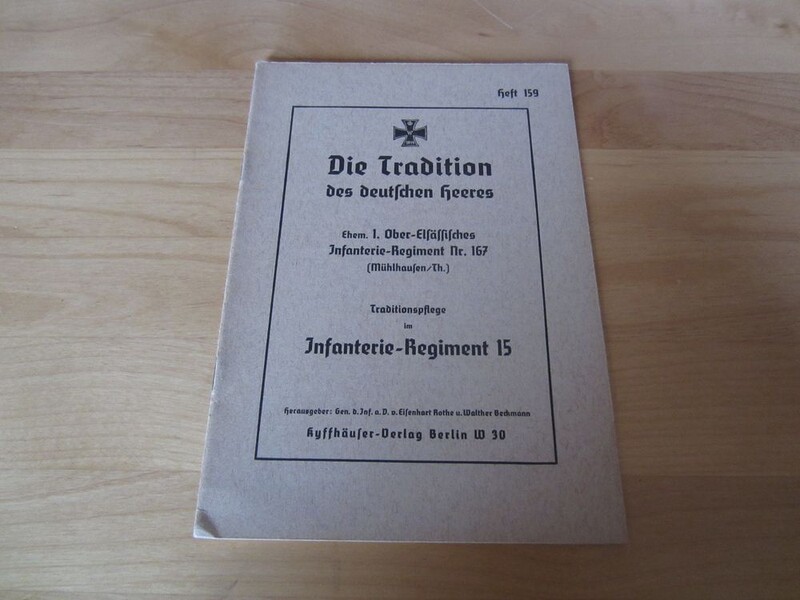 Heft 159
Die Tradition
des deutſchen Heeres
Ehem. 1. Ober-Elſäſſiſches
Infanterie-Regiment Nr. 167
(Mühlhauſen/Th.)
Traditionspflege
im
Infanterie-Regiment 15
Herausgeber: Gen. d. Inf. a. D. v. Eiſenhart Rothe u. Walther Beckmann
Kyffhäuſer-Verlag Berlin W 30